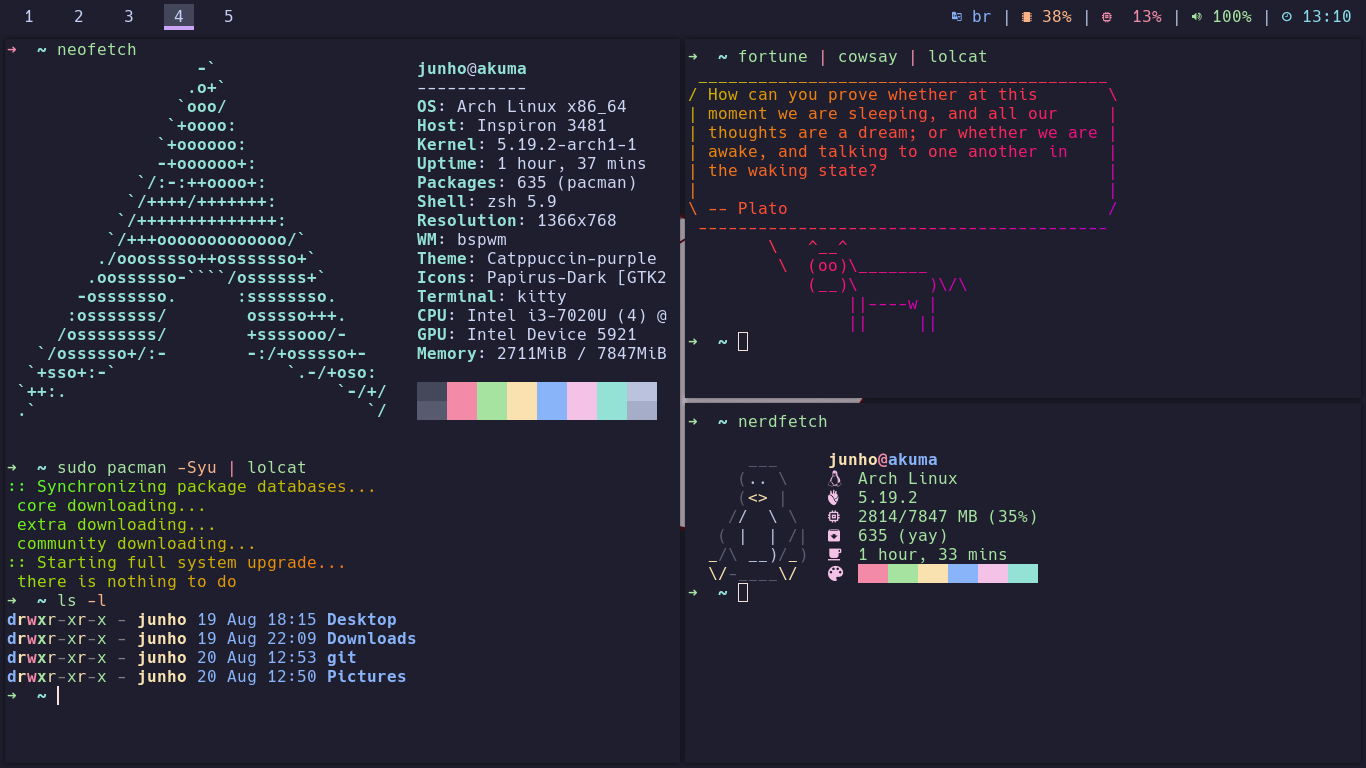 1 2 3 4 5
br | 38% | 13% | 100% | 13:10
➜ ~ neofetch
junho@akuma
-----------
OS: Arch Linux x86_64
Host: Inspiron 3481
Kernel: 5.19.2-arch1-1
Uptime: 1 hour, 37 mins
Packages: 635 (pacman)
Shell: zsh 5.9
Resolution: 1366x768
WM: bspwm
Theme: Catppuccin-purple
Icons: Papirus-Dark [GTK2
Terminal: kitty
CPU: Intel i3-7020U (4) @
GPU: Intel Device 5921
Memory: 2711MiB / 7847MiB
➜ ~ sudo pacman -Syu | lolcat
:: Synchronizing package databases...
core downloading...
extra downloading...
community downloading...
:: Starting full system upgrade...
there is nothing to do
➜ ~ ls -l
drwxr-xr-x - junho 19 Aug 18:15 Desktop
drwxr-xr-x - junho 19 Aug 22:09 Downloads
drwxr-xr-x - junho 20 Aug 12:53 git
drwxr-xr-x - junho 20 Aug 12:50 Pictures
➜ ~
➜ ~ fortune | cowsay | lolcat
/ How can you prove whether at this \
| moment we are sleeping, and all our |
| thoughts are a dream; or whether we are |
| awake, and talking to one another in |
| the waking state? |
| |
\ -- Plato /
➜ ~
➜ ~ nerdfetch
junho@akuma
Arch Linux
5.19.2
2814/7847 MB (35%)
635 (yay)
1 hour, 33 mins
➜ ~